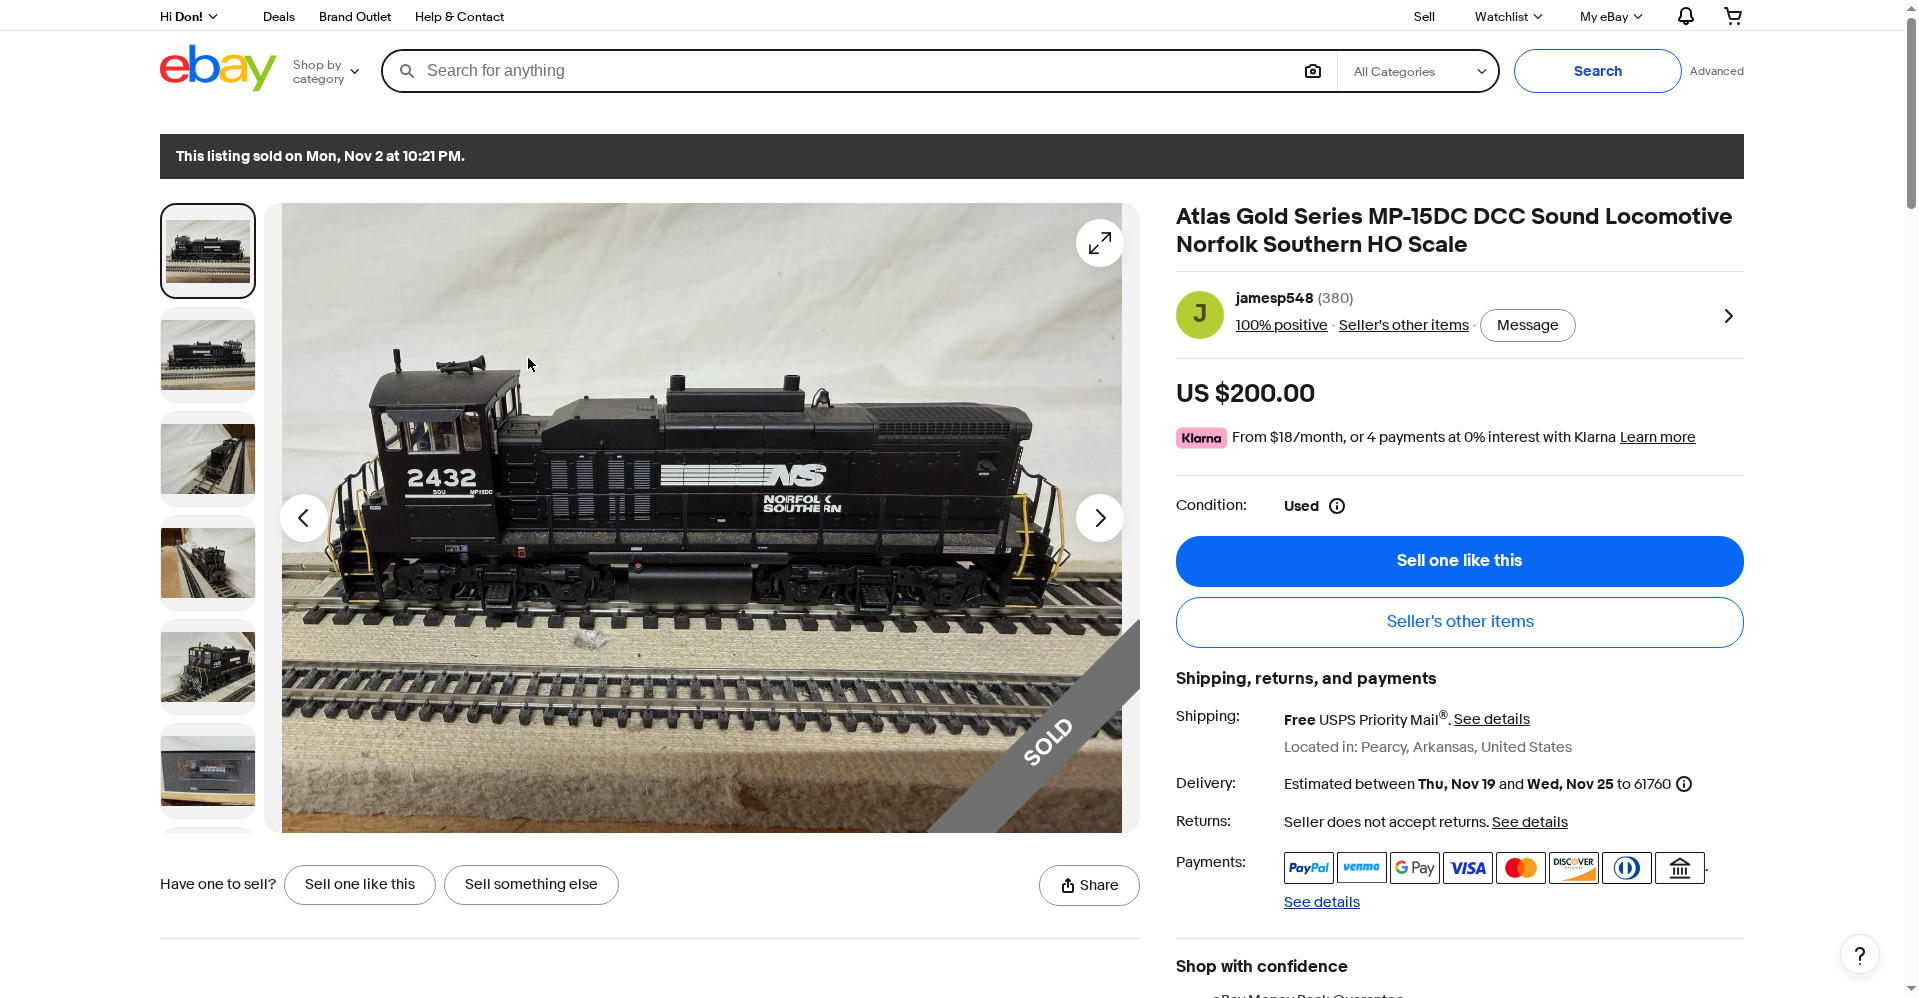 Hi Don!
Deals
Brand Outlet
Help & Contact
Sell
Watchlist
My eBay
ebay
Shop by
category
Search for anything
All Categories
Search
Advanced
This listing sold on Mon, Nov 2 at 10:21 PM.
2432
SOU
MP15DC
NS
NORFOLK
SOUTHERN
SOLD
Have one to sell?
Sell one like this
Sell something else
Share
Atlas Gold Series MP-15DC DCC Sound Locomotive
Norfolk Southern HO Scale
J
jamesp548 (380)
100% positive · Seller's other items · Message
US $200.00
Klarna From $18/month, or 4 payments at 0% interest with Klarna Learn more
Condition: Used
Sell one like this
Seller's other items
Shipping, returns, and payments
Shipping: Free USPS Priority Mail®. See details
Located in: Pearcy, Arkansas, United States
Delivery: Estimated between Thu, Nov 19 and Wed, Nov 25 to 61760
Returns: Seller does not accept returns. See details
Payments: PayPal venmo G Pay VISA DISCOVER .
See details
Shop with confidence
eBay Money Back Guarantee
?